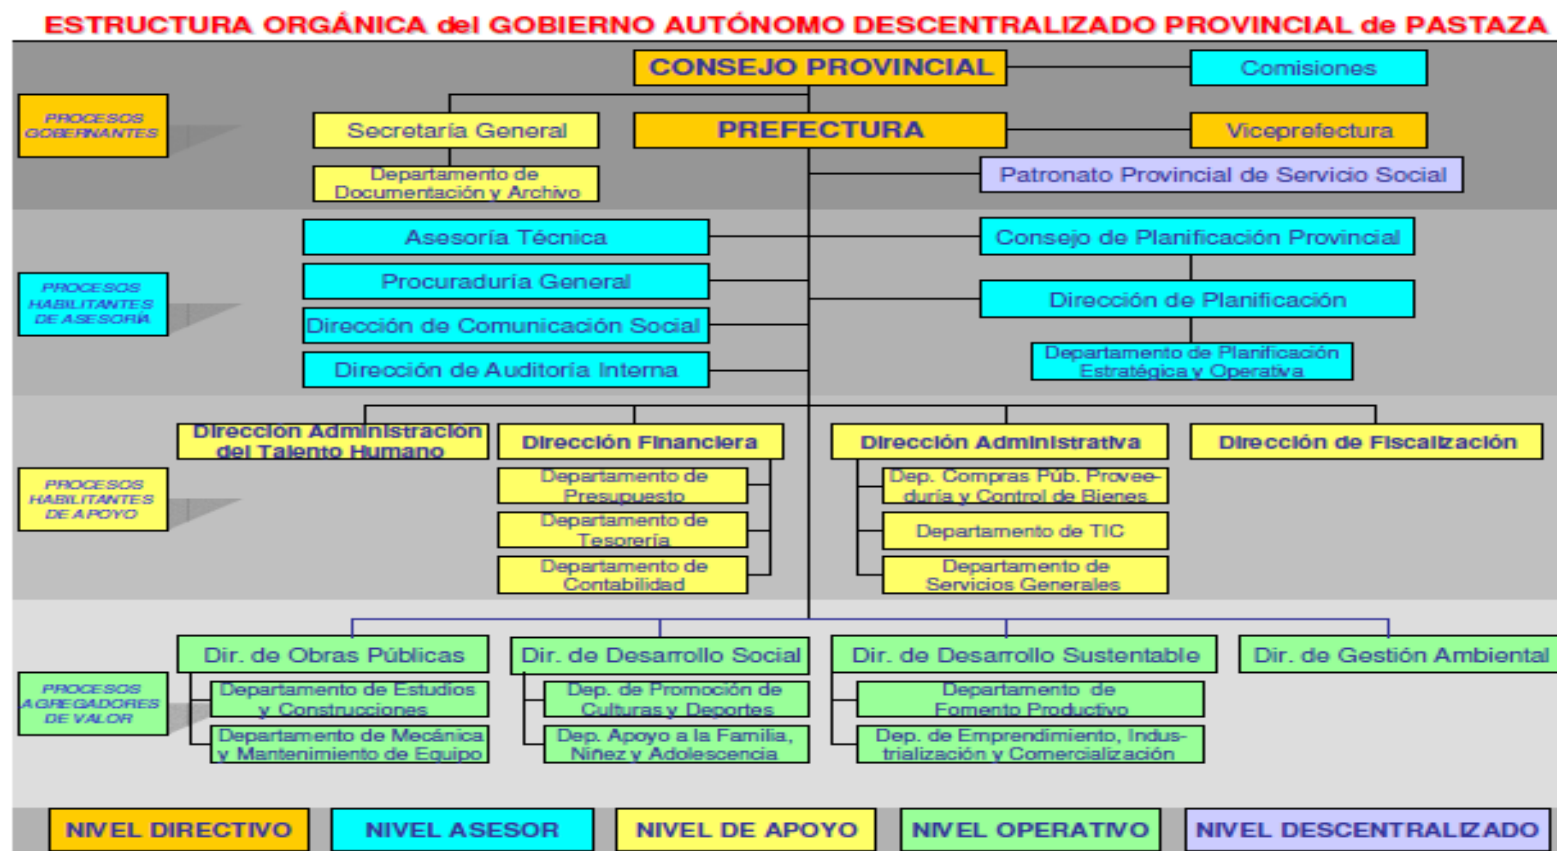 ESTRUCTURA ORGÁNICA del GOBIERNO AUTÓNOMO DESCENTRALIZADO PROVINCIAL de PASTAZA
CONSEJO PROVINCIAL
Comisiones
PROCESOS
GOBERNANTES
Secretaría General
PREFECTURA
Viceprefectura
Departamento de
Documentación y Archivo
Patronato Provincial de Servicio Social
Asesoría Técnica
Consejo de Planificación Provincial
PROCESOS
HABILITANTES
DE ASESORÍA
Procuraduría General
Dirección de Planificación
Dirección de Comunicación Social
Dirección de Auditoría Interna
Departamento de Planificación
Estratégica y Operativa
Dirección Administración
del Talento Humano
Dirección Financiera
Dirección Administrativa
Dirección de Fiscalización
PROCESOS
HABILITANTES
DE APOYO
Departamento de
Presupuesto
Dep. Compras Púb. Provee-
duría y Control de Bienes
Departamento de
Tesorería
Departamento de TIC
Departamento de
Contabilidad
Departamento de
Servicios Generales
Dir. de Obras Públicas
Dir. de Desarrollo Social
Dir. de Desarrollo Sustentable
Dir. de Gestión Ambiental
PROCESOS
AGREGADORES
DE VALOR
Departamento de Estudios
y Construcciones
Dep. de Promoción de
Culturas y Deportes
Departamento de
Fomento Productivo
Departamento de Mecánica
y Mantenimiento de Equipo
Dep. Apoyo a la Familia,
Niñez y Adolescencia
Dep. de Emprendimiento, Indus-
trialización y Comercialización
NIVEL DIRECTIVO
NIVEL ASESOR
NIVEL DE APOYO
NIVEL OPERATIVO
NIVEL DESCENTRALIZADO